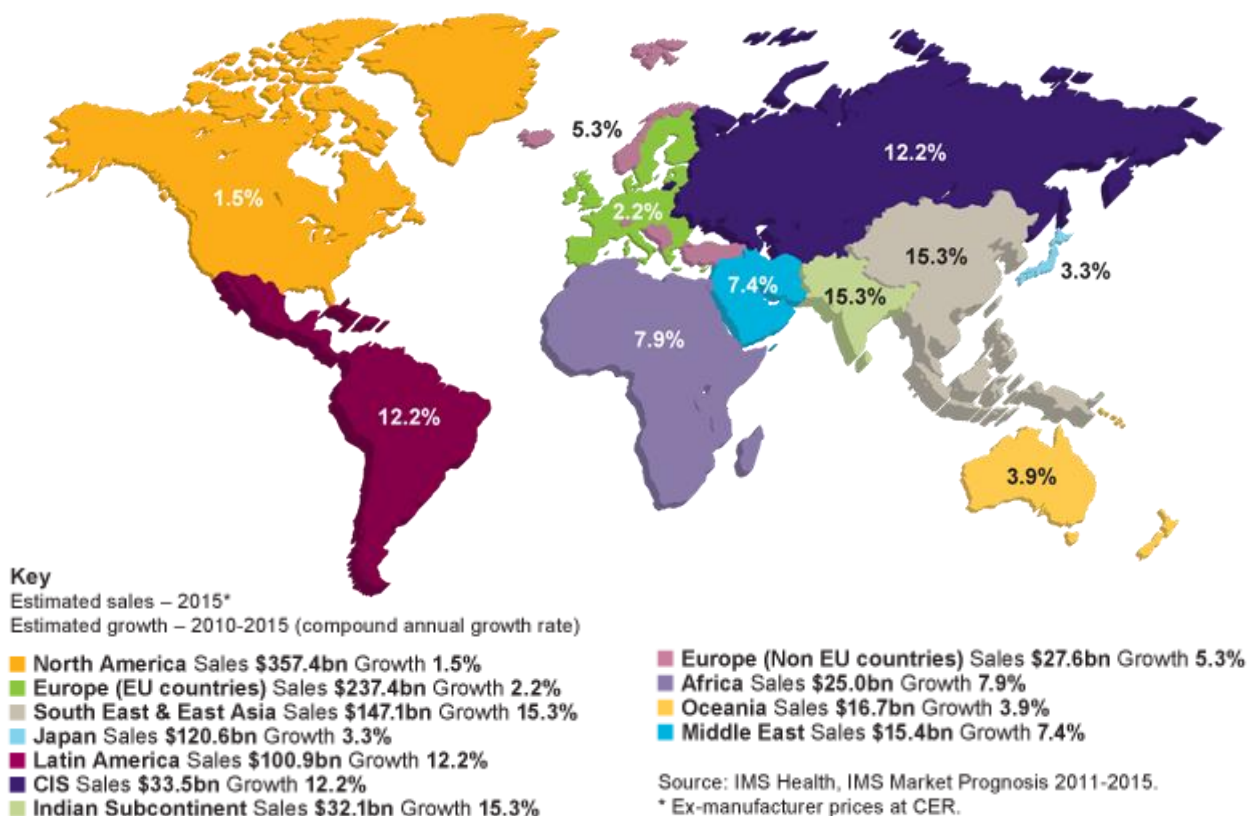 5.3%
12.2%
1.5%
2.2%
15.3%
7.4%
3.3%
15.3%
7.9%
12.2%
3.9%
Key
Estimated sales – 2015*
Estimated growth – 2010-2015 (compound annual growth rate)
North America Sales $357.4bn Growth 1.5%
Europe (EU countries) Sales $237.4bn Growth 2.2%
South East & East Asia Sales $147.1bn Growth 15.3%
Japan Sales $120.6bn Growth 3.3%
Latin America Sales $100.9bn Growth 12.2%
CIS Sales $33.5bn Growth 12.2%
Indian Subcontinent Sales $32.1bn Growth 15.3%
Europe (Non EU countries) Sales $27.6bn Growth 5.3%
Africa Sales $25.0bn Growth 7.9%
Oceania Sales $16.7bn Growth 3.9%
Middle East Sales $15.4bn Growth 7.4%
Source: IMS Health, IMS Market Prognosis 2011-2015.
* Ex-manufacturer prices at CER.